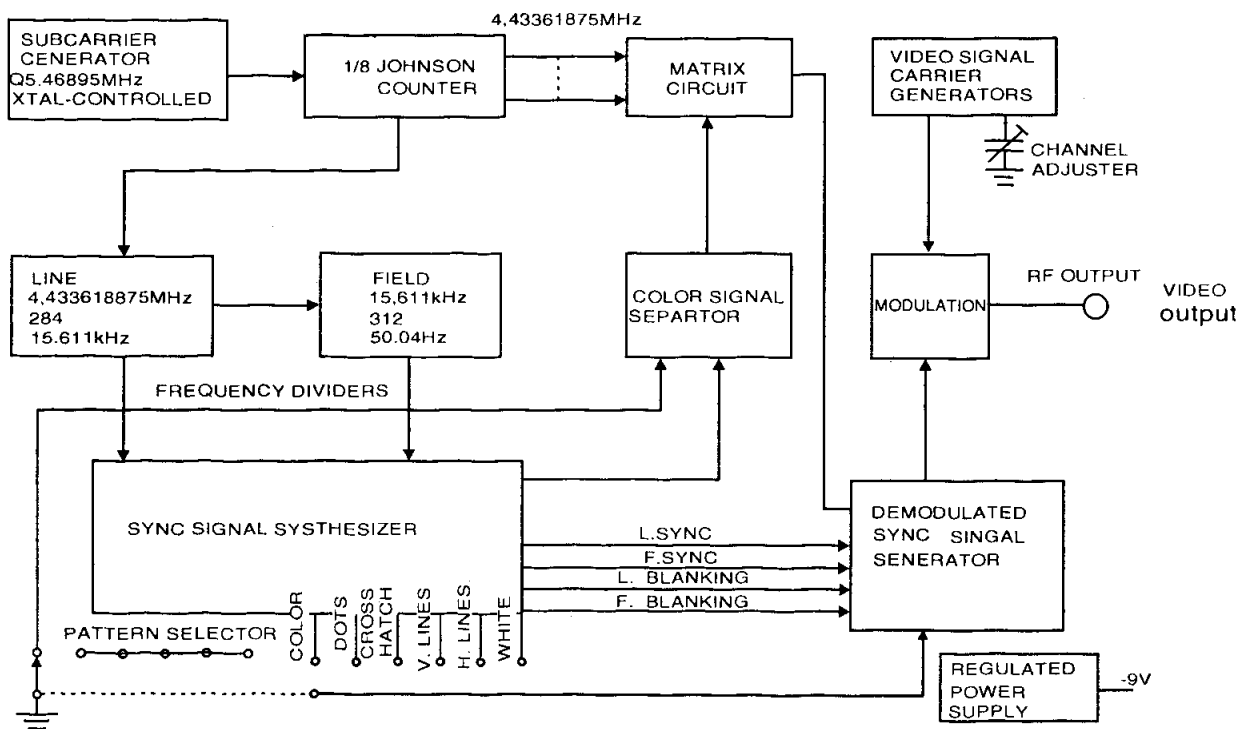 4,43361875MHz
SUBCARRIER
CENERATOR
Q5.46895MHz
XTAL-CONTROLLED
1/8 JOHNSON
COUNTER
MATRIX
CIRCUIT
VIDEO SIGNAL
CARRIER
GENERATORS
CHANNEL
ADJUSTER
LINE
4,433618875MHz
284
15.611kHz
FIELD
15,611kHz
312
50.04Hz
COLOR SIGNAL
SEPARTOR
MODULATION
RF OUTPUT
VIDEO
output
FREQUENCY DIVIDERS
SYNC SIGNAL SYSTHESIZER
L.SYNC
F.SYNC
L. BLANKING
F. BLANKING
DEMODULATED
SYNC SINGAL
SENERATOR
PATTERN SELECTOR
COLOR
DOTS
CROSS
HATCH
V. LINES
H. LINES
WHITE
REGULATED
POWER
SUPPLY
-9V